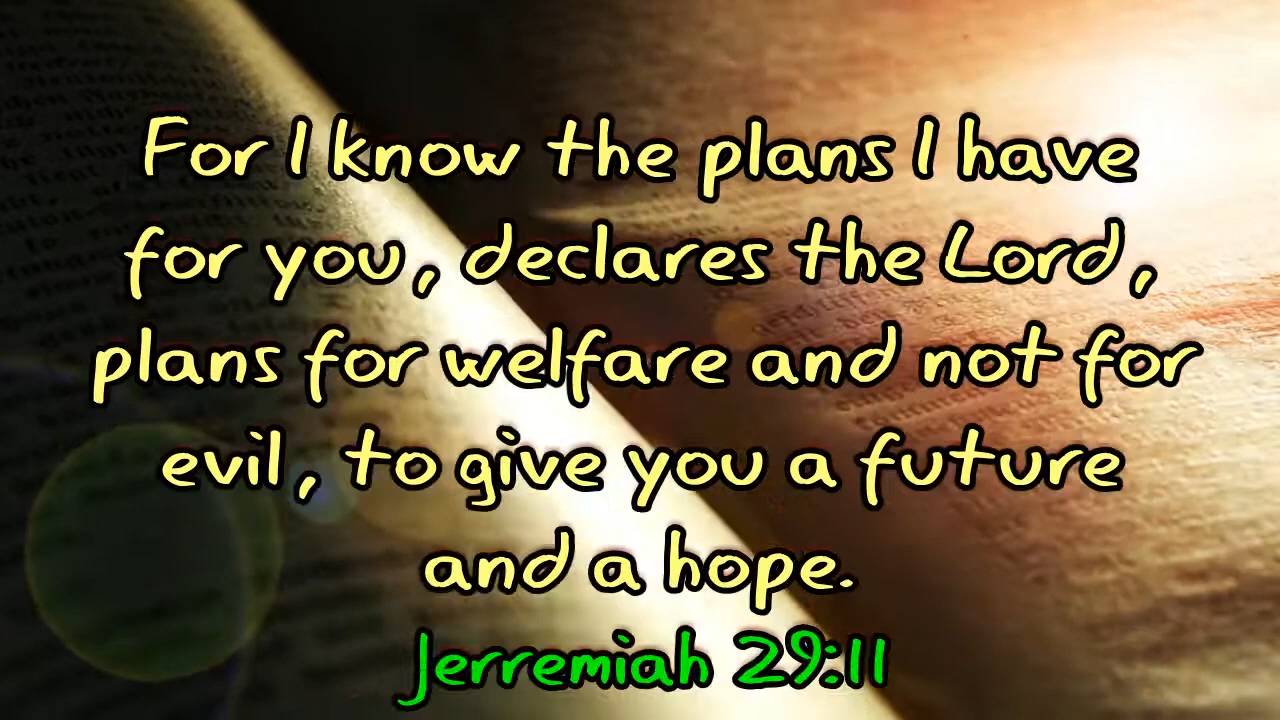 For I know the plans I have
for you, declares the Lord,
plans for welfare and not for
evil, to give you a future
and a hope.
Jerremiah 29:11